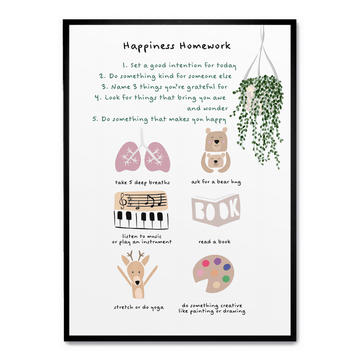 Happiness Homework
1. Set a good intention for today
2. Do something kind for someone else
3. Name 3 things you're grateful for
4. Look for things that bring you awe
and wonder
5. Do something that makes you happy
take 5 deep breaths
ask for a bear hug
BOOK
listen to music
or play an instrument
read a book
stretch or do yoga
do something creative
like painting or drawing